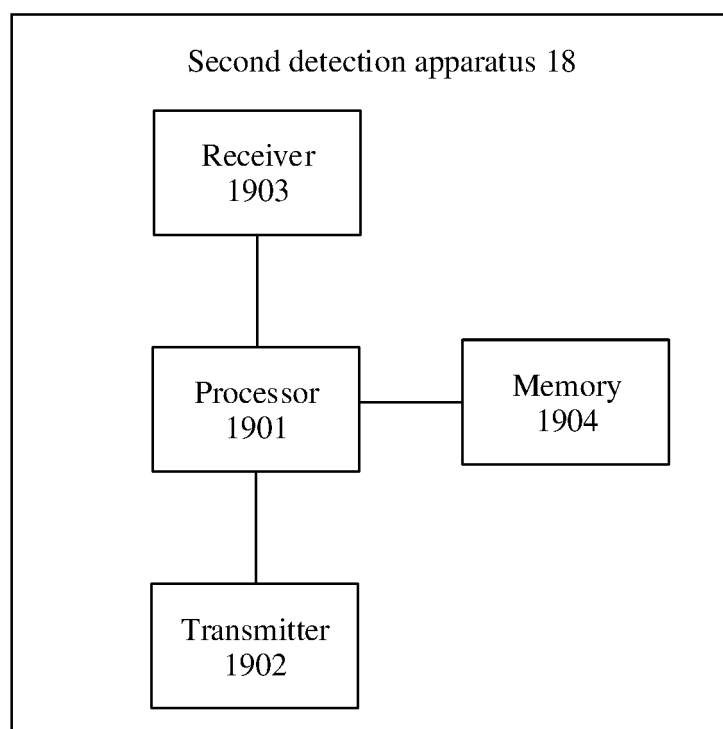 Second detection apparatus 18
Receiver
1903
Processor
1901
Memory
1904
Transmitter
1902